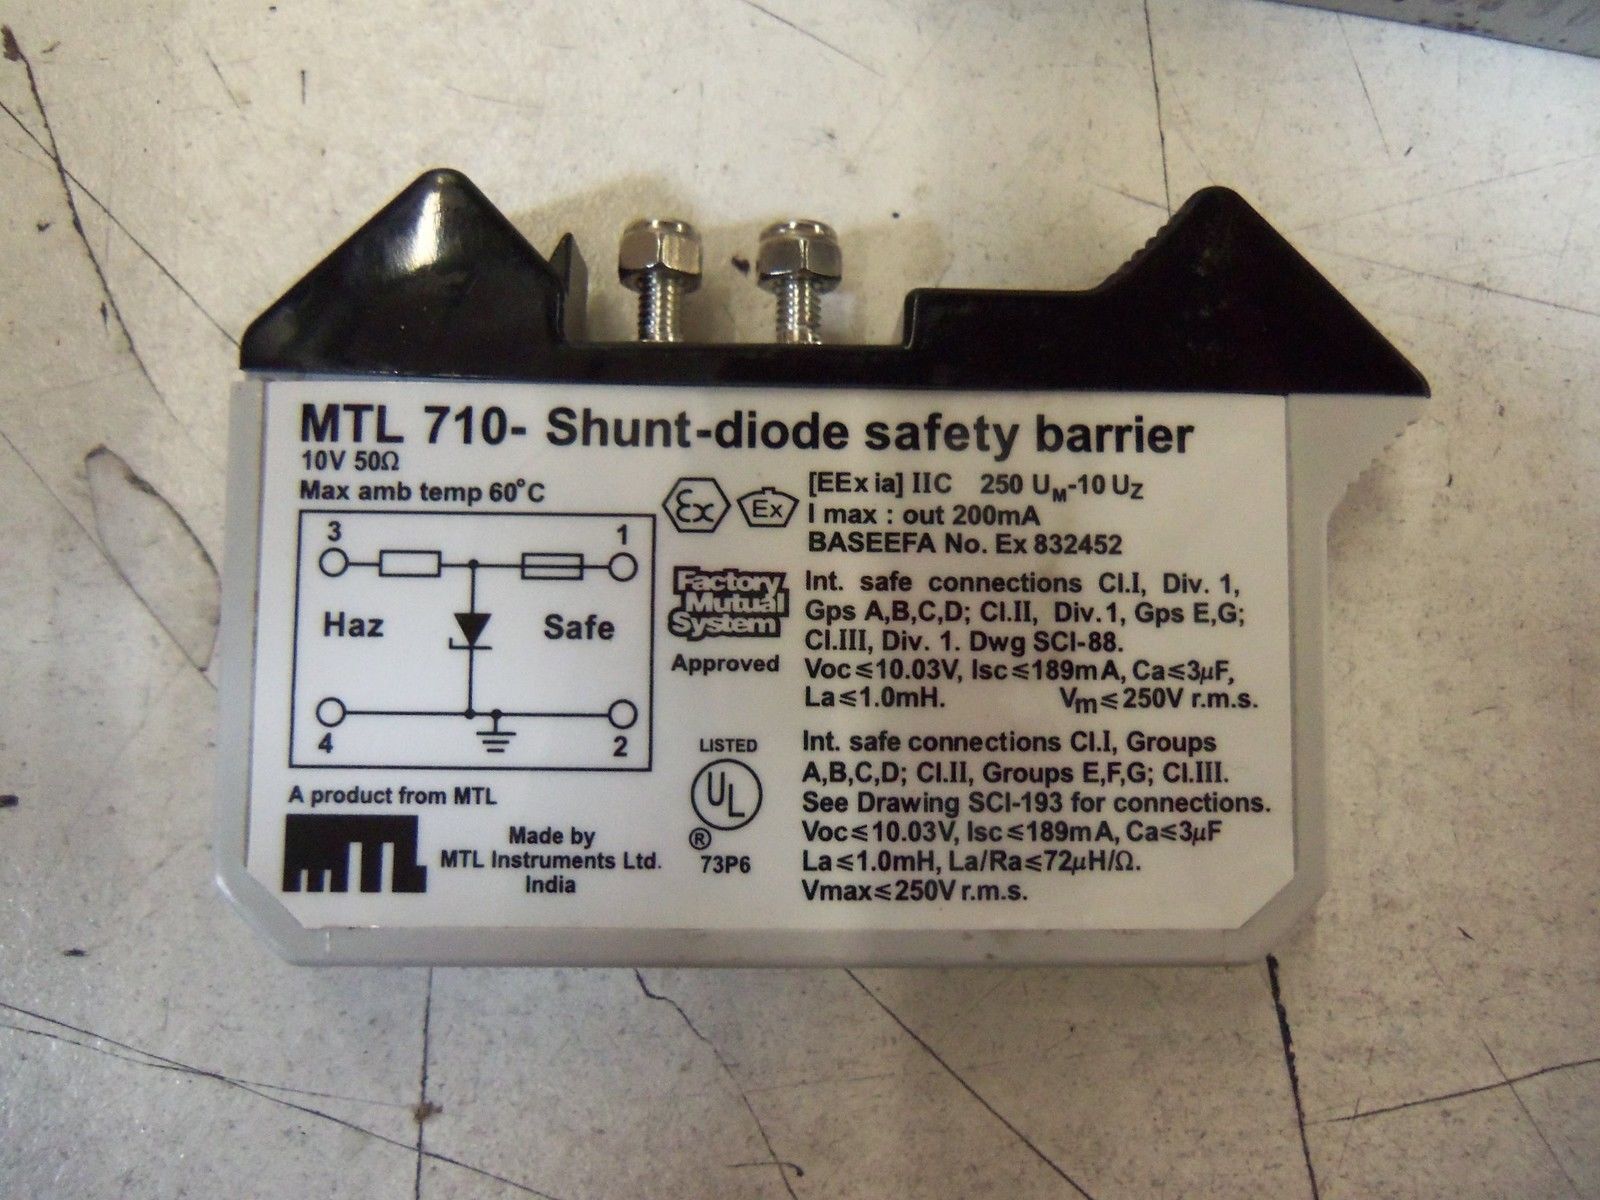 MTL 710- Shunt-diode safety barrier
10V 50Ω
Max amb temp 60°C
3
1
Haz
Safe
4
2
A product from MTL
MTL
Made by
MTL Instruments Ltd.
India
Ex
Ex
[EEx ia] IIC 250 UM-10 UZ
I max : out 200mA
BASEEFA No. Ex 832452
Factory
Mutual
System
Approved
Int. safe connections Cl.I, Div. 1,
Gps A,B,C,D; Cl.II, Div.1, Gps E,G;
Cl.III, Div. 1. Dwg SCI-88.
Voc≤10.03V, Isc≤189mA, Ca≤3µF,
La≤1.0mH. Vm≤250V r.m.s.
LISTED
UL
®
73P6
Int. safe connections Cl.I, Groups
A,B,C,D; Cl.II, Groups E,F,G; Cl.III.
See Drawing SCI-193 for connections.
Voc≤10.03V, Isc≤189mA, Ca≤3µF
La≤1.0mH, La/Ra≤72µH/Ω.
Vmax≤250V r.m.s.